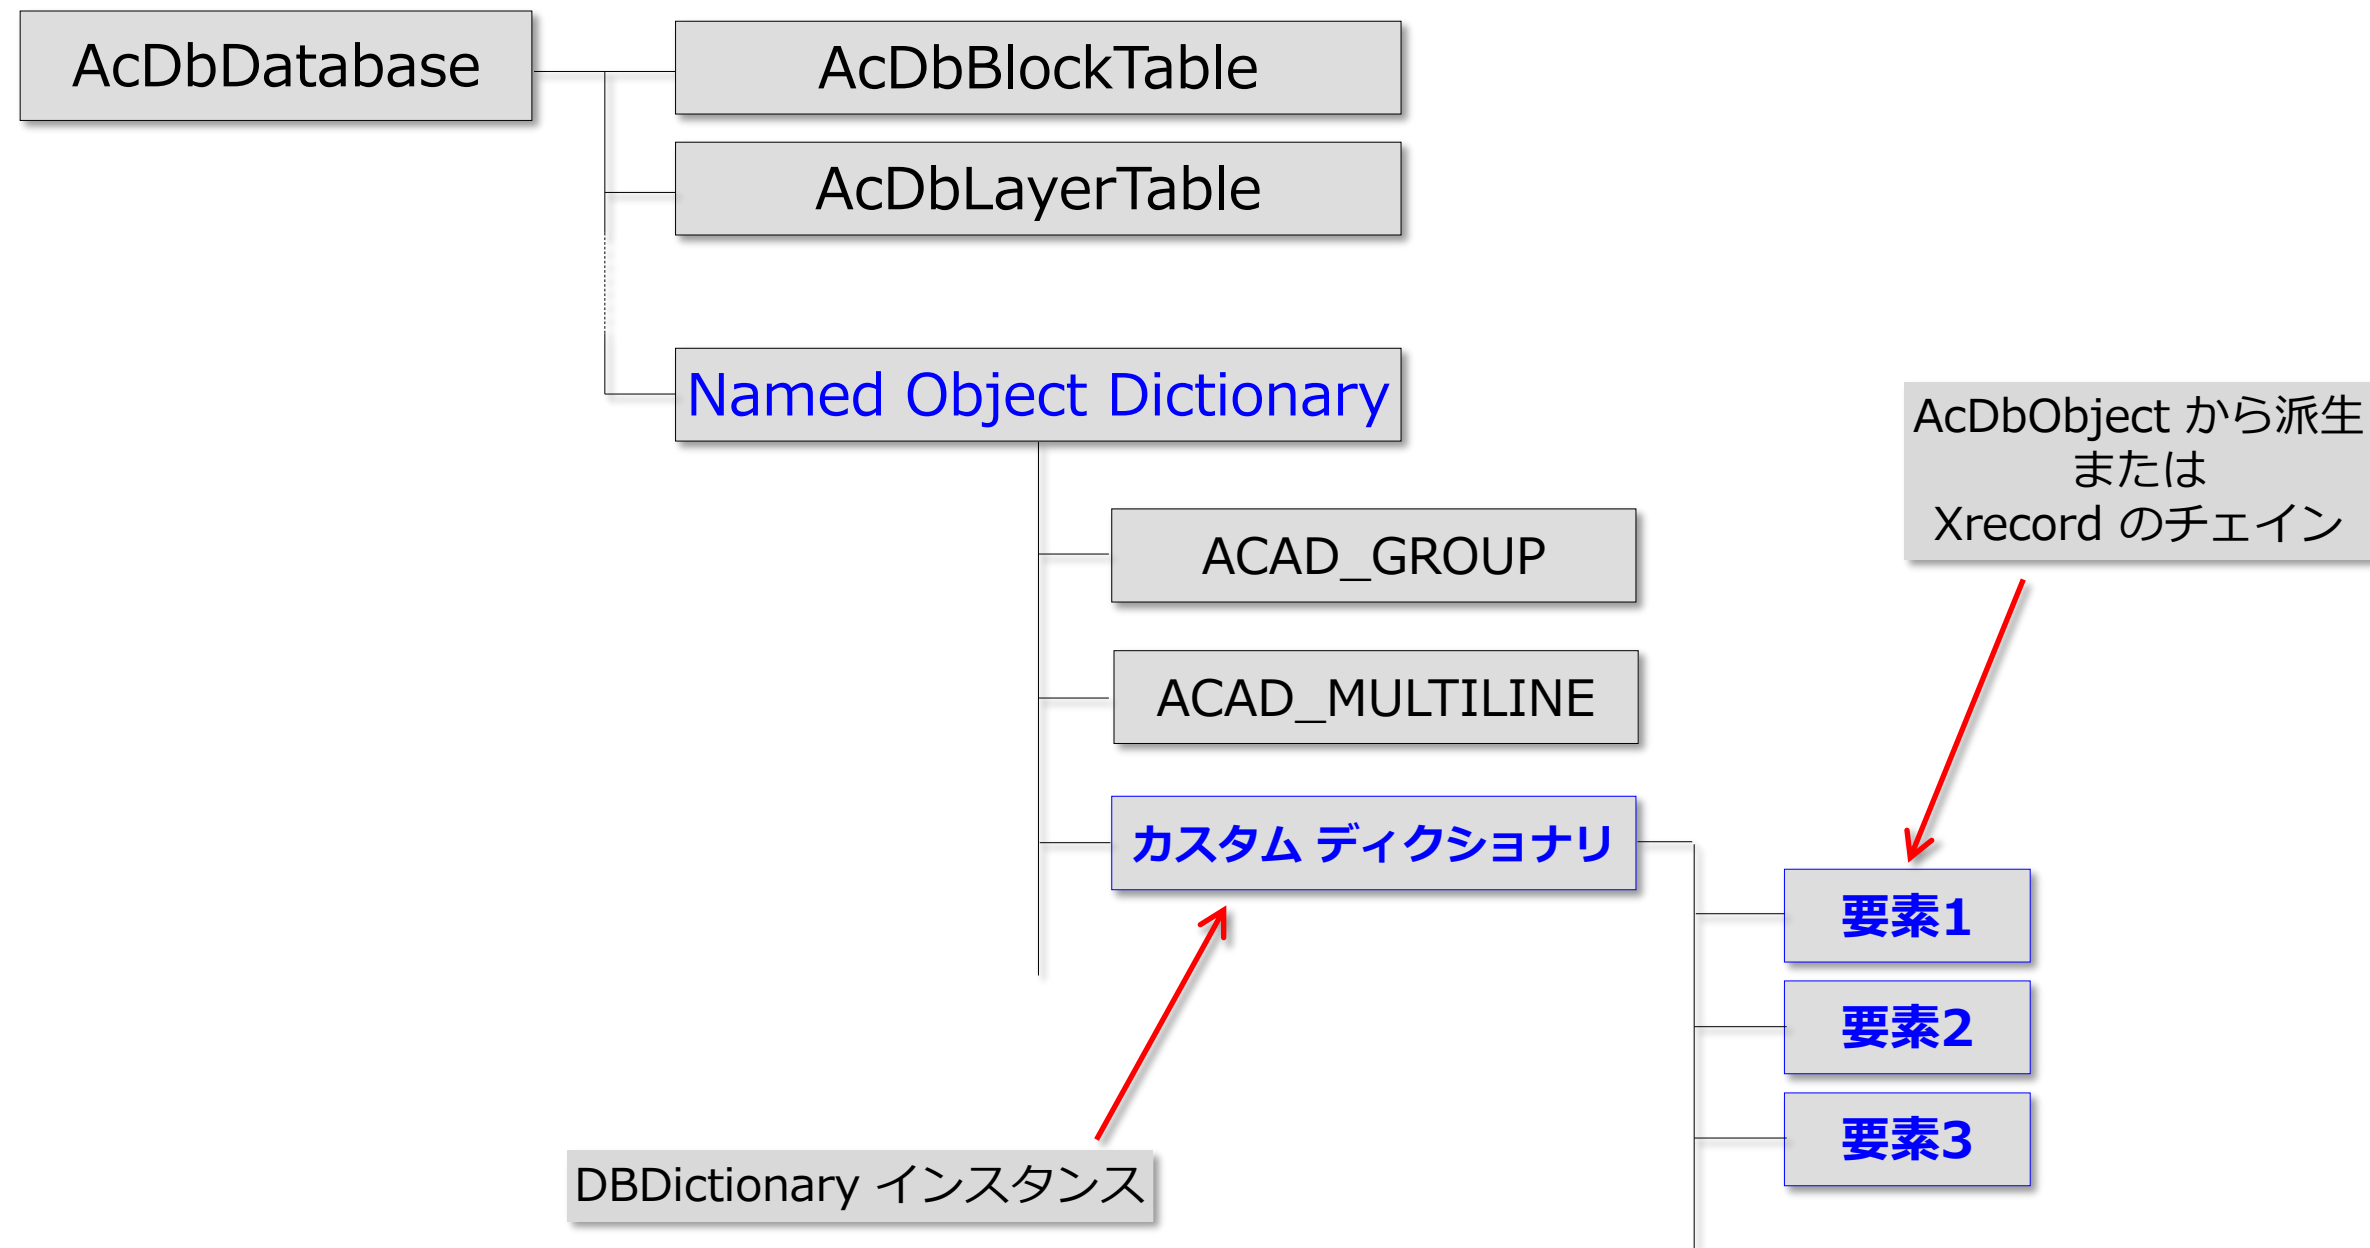 AcDbDatabase
AcDbBlockTable
AcDbLayerTable
Named Object Dictionary
AcDbObject から派生
または
Xrecord のチェイン
ACAD_GROUP
ACAD_MULTILINE
カスタム ディクショナリ
要素1
要素2
要素3
DBDictionary インスタンス